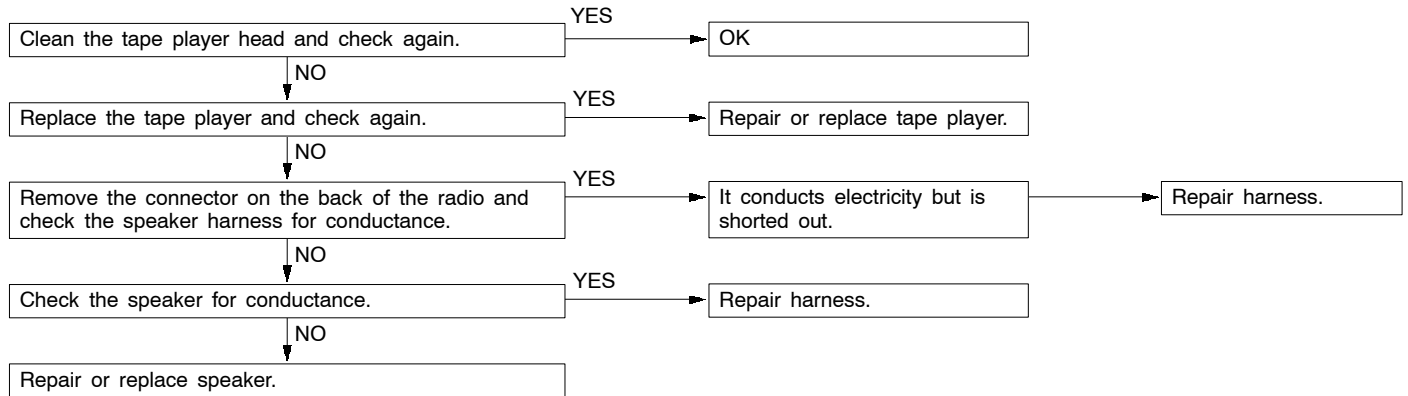 YES
Clean the tape player head and check again.
OK
NO
YES
Replace the tape player and check again.
Repair or replace tape player.
NO
YES
Remove the connector on the back of the radio and
check the speaker harness for conductance.
It conducts electricity but is
shorted out.
Repair harness.
NO
YES
Check the speaker for conductance.
Repair harness.
NO
Repair or replace speaker.